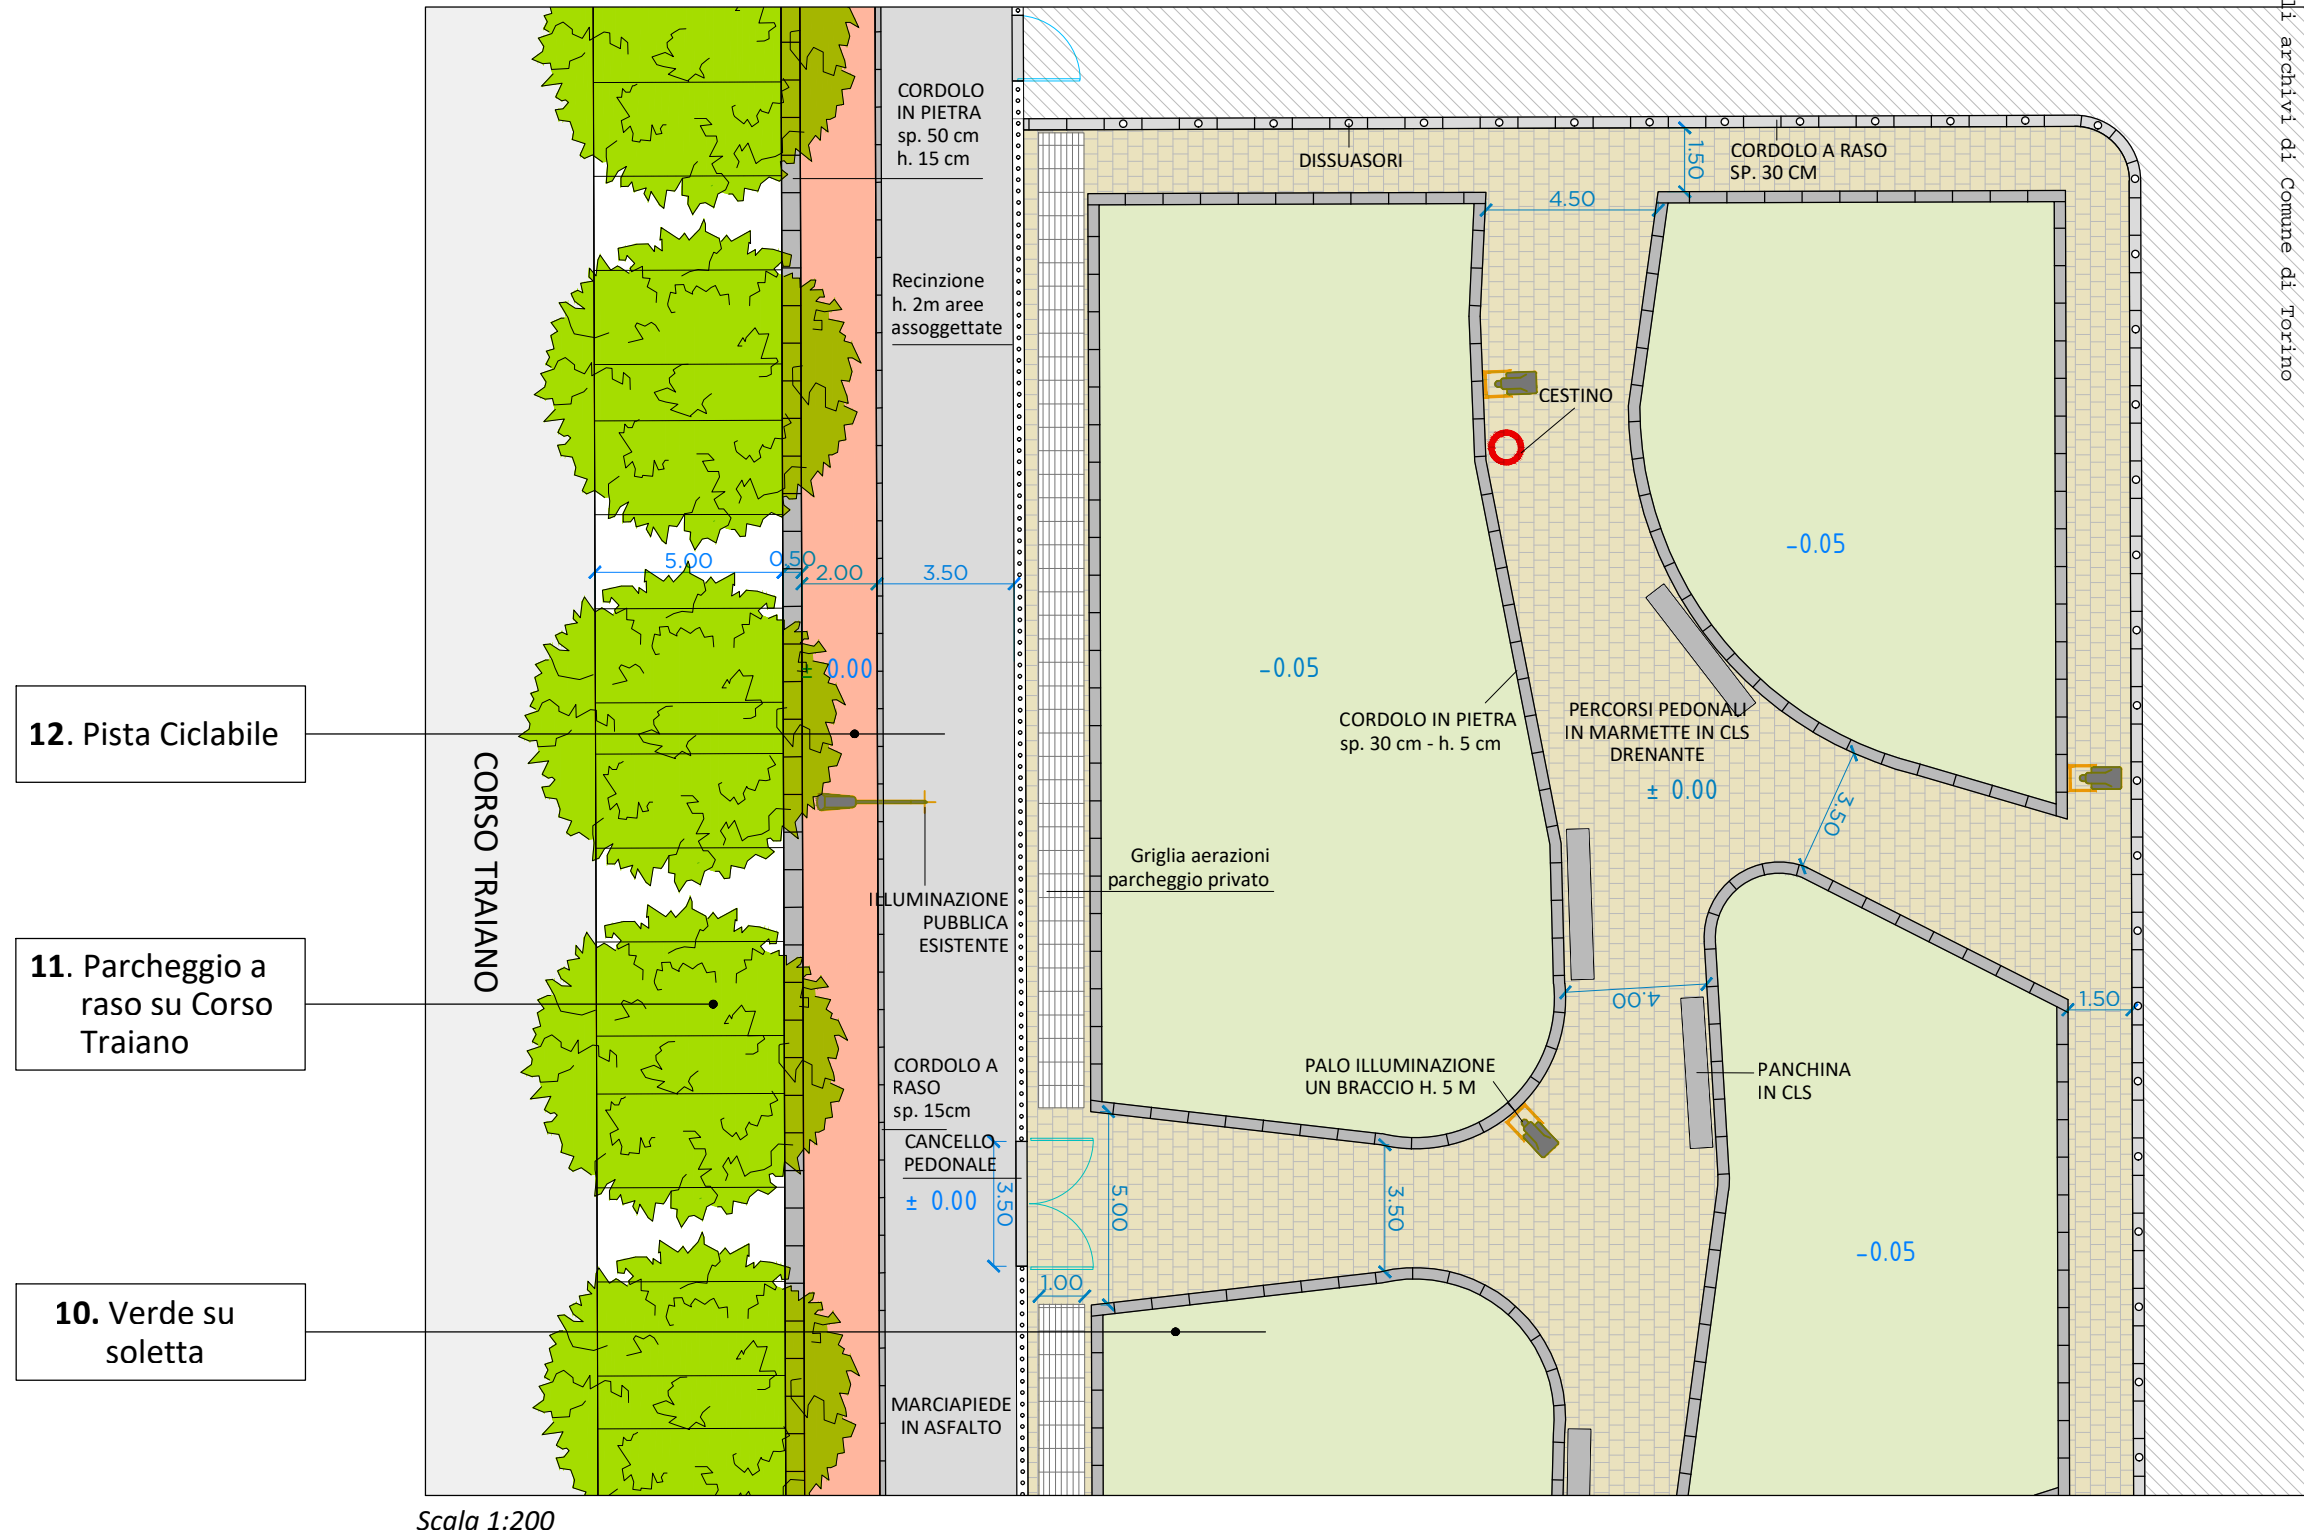 li archivi di Comune di Torino
CORDOLO
IN PIETRA
sp. 50 cm
h. 15 cm
DISSUASORI
1.50
CORDOLO A RASO
SP. 30 CM
4.50
Recinzione
h. 2m aree
assoggettate
CESTINO
-0.05
5.00
0.50
2.00
3.50
± 0.00
-0.05
CORDOLO IN PIETRA
sp. 30 cm - h. 5 cm
PERCORSI PEDONALI
IN MARMETTE IN CLS
DRENANTE
± 0.00
3.50
12. Pista Ciclabile
CORSO TRAIANO
Griglia aerazioni
parcheggio privato
ILLUMINAZIONE
PUBBLICA
ESISTENTE
11. Parcheggio a
raso su Corso
Traiano
4.00
1.50
CORDOLO A
RASO
sp. 15cm
PALO ILLUMINAZIONE
UN BRACCIO H. 5 M
PANCHINA
IN CLS
CANCELLO
PEDONALE
± 0.00
3.50
5.00
3.50
-0.05
1.00
10. Verde su
soletta
MARCIAPIEDE
IN ASFALTO
Scala 1:200